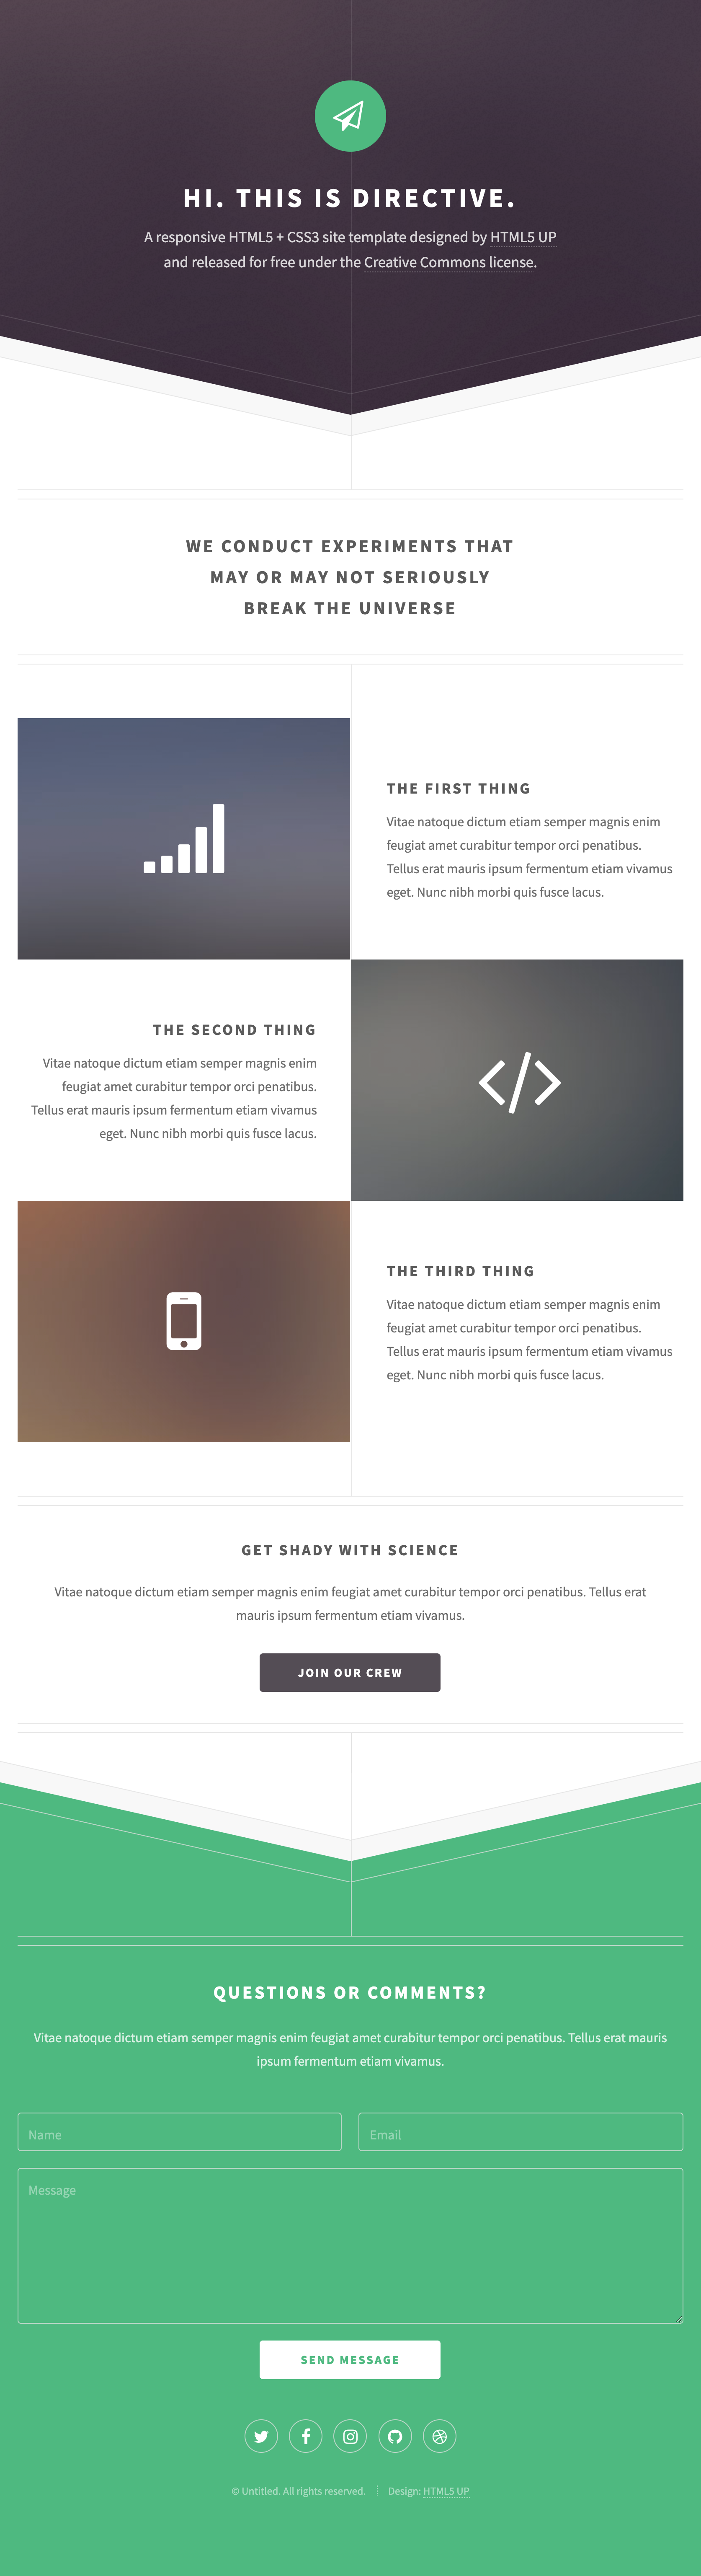 HI. THIS IS DIRECTIVE.
A responsive HTML5 + CSS3 site template designed by HTML5 UP
and released for free under the Creative Commons license.
WE CONDUCT EXPERIMENTS THAT
MAY OR MAY NOT SERIOUSLY
BREAK THE UNIVERSE
THE FIRST THING
Vitae natoque dictum etiam semper magnis enim
feugiat amet curabitur tempor orci penatibus.
Tellus erat mauris ipsum fermentum etiam vivamus
eget. Nunc nibh morbi quis fusce lacus.
THE SECOND THING
Vitae natoque dictum etiam semper magnis enim
feugiat amet curabitur tempor orci penatibus.
Tellus erat mauris ipsum fermentum etiam vivamus
eget. Nunc nibh morbi quis fusce lacus.
THE THIRD THING
Vitae natoque dictum etiam semper magnis enim
feugiat amet curabitur tempor orci penatibus.
Tellus erat mauris ipsum fermentum etiam vivamus
eget. Nunc nibh morbi quis fusce lacus.
GET SHADY WITH SCIENCE
Vitae natoque dictum etiam semper magnis enim feugiat amet curabitur tempor orci penatibus. Tellus erat
mauris ipsum fermentum etiam vivamus.
JOIN OUR CREW
QUESTIONS OR COMMENTS?
Vitae natoque dictum etiam semper magnis enim feugiat amet curabitur tempor orci penatibus. Tellus erat mauris
ipsum fermentum etiam vivamus.
Name
Email
Message
SEND MESSAGE
© Untitled. All rights reserved.
Design: HTML5 UP